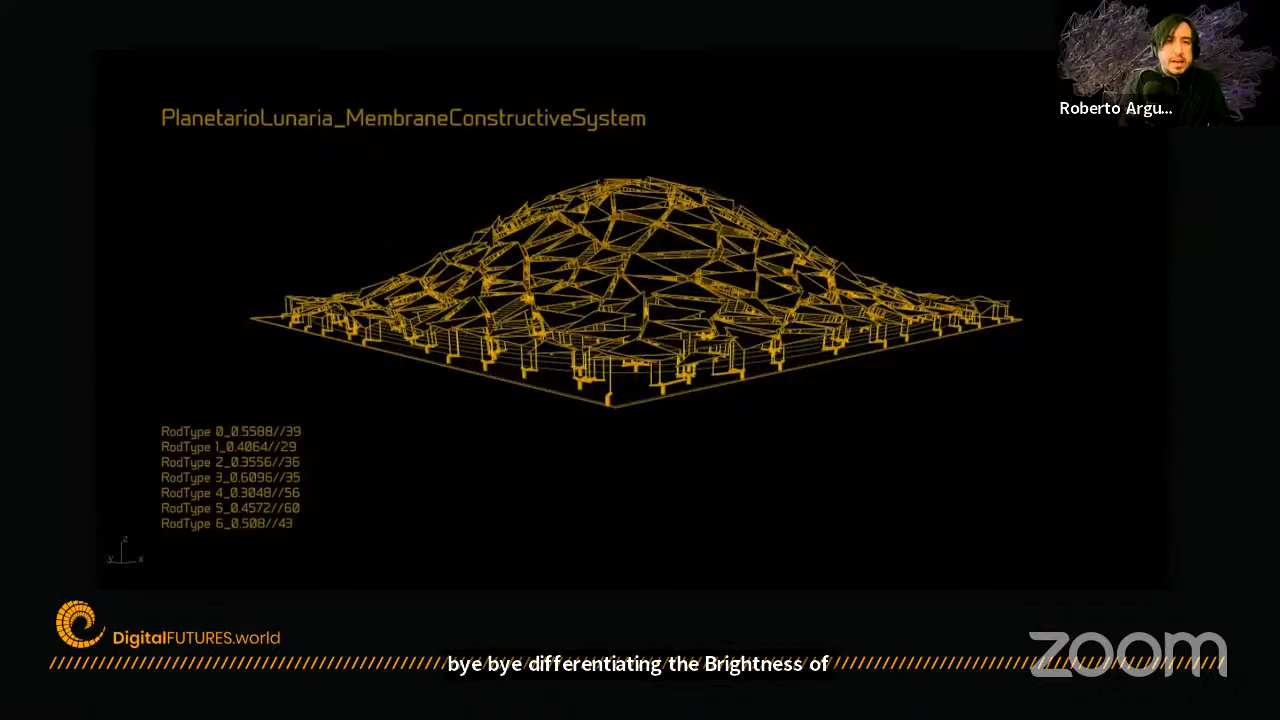 PlanetarioLunaria_MembraneConstructiveSystem
Roberto Argu...
RodType 0_0.5588//39
RodType 1_0.4064//29
RodType 2_0.3556//36
RodType 3_0.6096//35
RodType 4_0.3048//56
RodType 5_0.4572//60
RodType 6_0.508//43
z
y x
DigitalFUTURES.world
zoom
bye bye differentiating the Brightness of